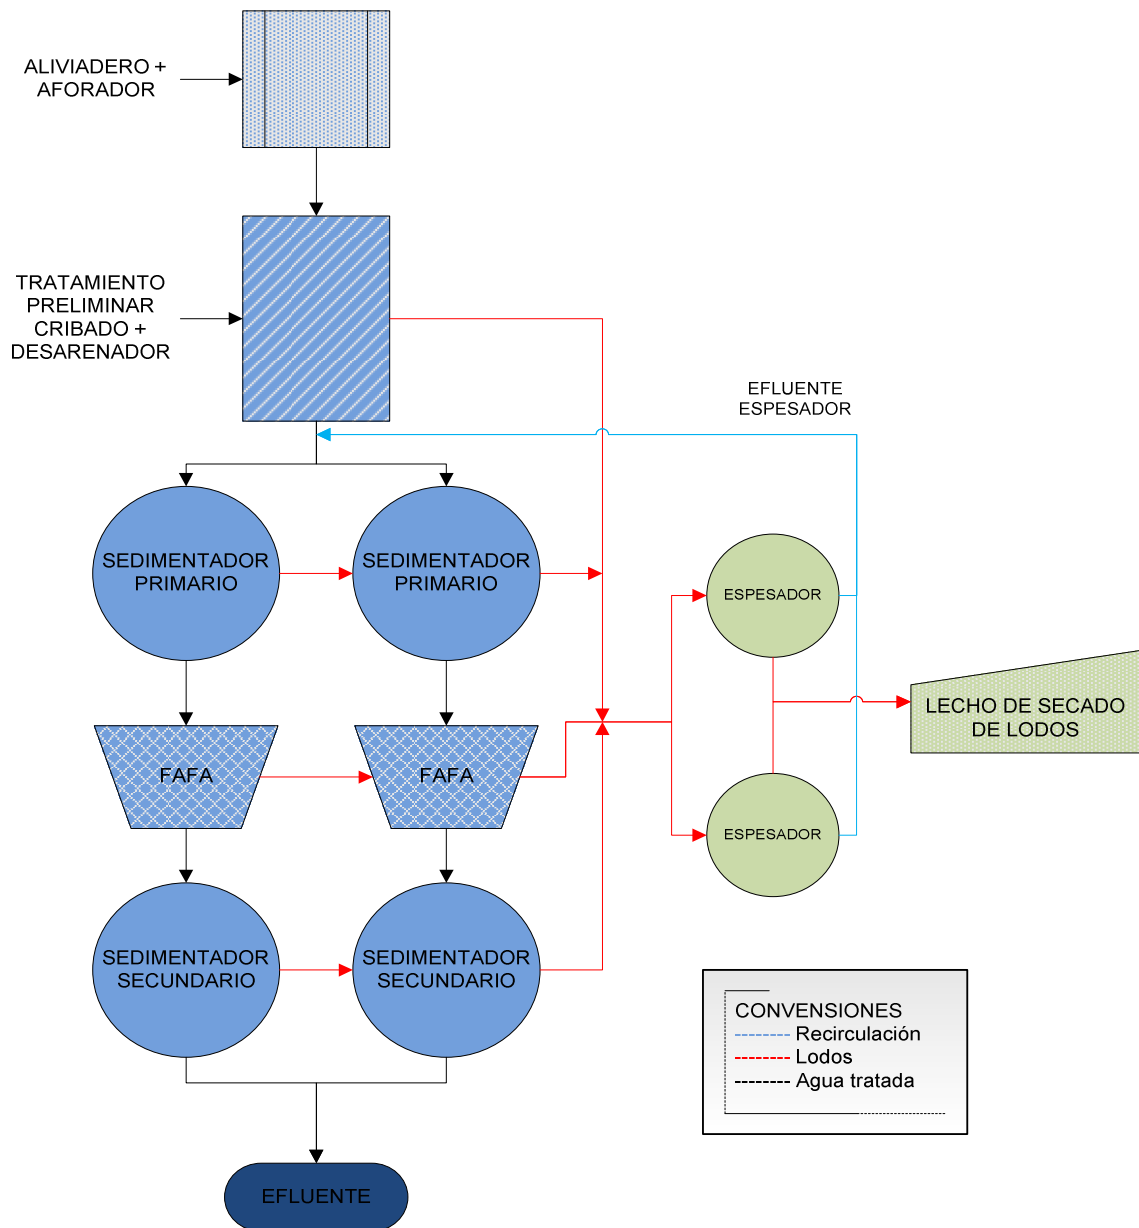 ALIVIADERO +
AFORADOR
TRATAMIENTO
PRELIMINAR
CRIBADO +
DESARENADOR
EFLUENTE
ESPESADOR
SEDIMENTADOR
PRIMARIO
SEDIMENTADOR
PRIMARIO
ESPESADOR
LECHO DE SECADO
DE LODOS
FAFA
FAFA
ESPESADOR
SEDIMENTADOR
SECUNDARIO
SEDIMENTADOR
SECUNDARIO
CONVENSIONES
Recirculación
Lodos
Agua tratada
EFLUENTE